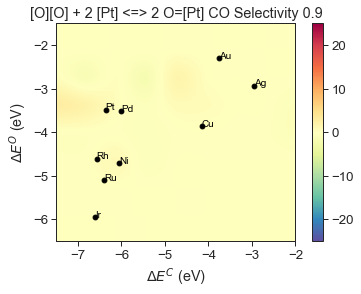 [O][O] + 2 [Pt] <=> 2 O=[Pt] CO Selectivity 0.9
−2
−3
−4
−5
−6
ΔE^O (eV)
Au
Ag
Pt
Pd
Cu
Rh
Ni
Ru
Ir
−7
−6
−5
−4
−3
−2
ΔE^C (eV)
20
10
0
−10
−20